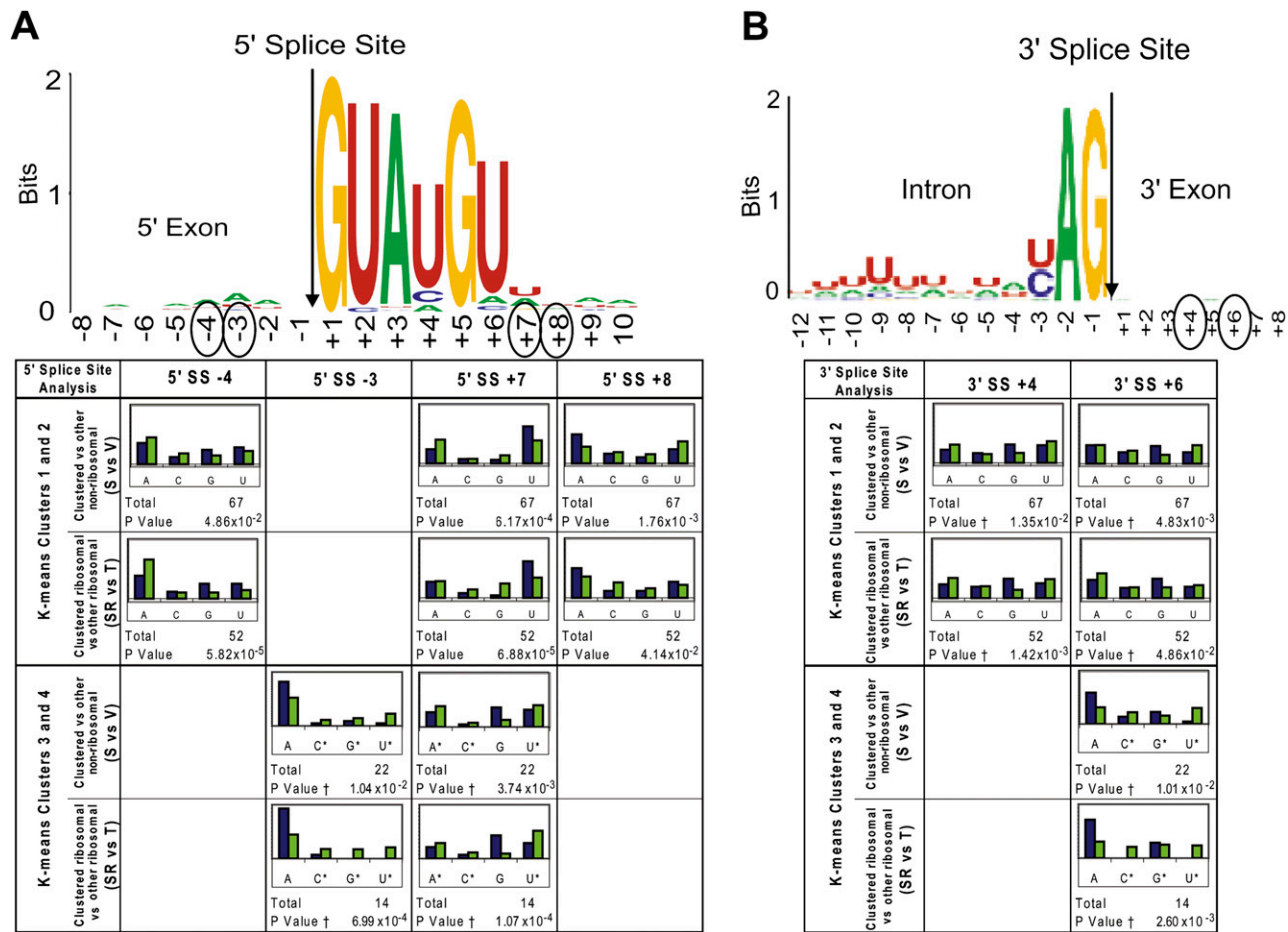 A
5' Splice Site
2
Bits
1
0
5' Exon
GUAUGU
-8 -7 -6 -5 -4 -3 -2 -1 +1 +2 +3 +4 +5 +6 +7 +8 +9 10
5' Splice Site Analysis 5' SS -4 5' SS -3 5' SS +7 5' SS +8
K-means Clusters 1 and 2
Clustered vs other non-ribosomal (S vs V)
A C G U A C G U A C G U
Total 67 Total 67 Total 67
P Value 4.86x10-2 P Value 6.17x10-4 P Value 1.76x10-3
Clustered ribosomal vs other ribosomal (SR vs T)
A C G U A C G U A C G U
Total 52 Total 52 Total 52
P Value 5.82x10-5 P Value 6.88x10-5 P Value 4.14x10-2
K-means Clusters 3 and 4
Clustered vs other non-ribosomal (S vs V)
A C* G* U* A* C* G U*
Total 22 Total 22
P Value † 1.04x10-2 P Value † 3.74x10-3
Clustered ribosomal vs other ribosomal (SR vs T)
A C* G* U* A* C* G U*
Total 14 Total 14
P Value † 6.99x10-4 P Value † 1.07x10-4
B
3' Splice Site
2
Bits
1
0
Intron
3' Exon
AG
-12 -11 -10 -9 -8 -7 -6 -5 -4 -3 -2 -1 +1 +2 +3 +4 +5 +6 +7 +8
3' Splice Site Analysis 3' SS +4 3' SS +6
K-means Clusters 1 and 2
Clustered vs other non-ribosomal (S vs V)
A C G U A C G U
Total 67 Total 67
P Value † 1.35x10-2 P Value † 4.83x10-3
Clustered ribosomal vs other ribosomal (SR vs T)
A C G U A C G U
Total 52 Total 52
P Value † 1.42x10-3 P Value † 4.86x10-2
K-means Clusters 3 and 4
Clustered vs other non-ribosomal (S vs V)
A C* G* U*
Total 22
P Value † 1.01x10-2
Clustered ribosomal vs other ribosomal (SR vs T)
A C* G* U*
Total 14
P Value † 2.60x10-3